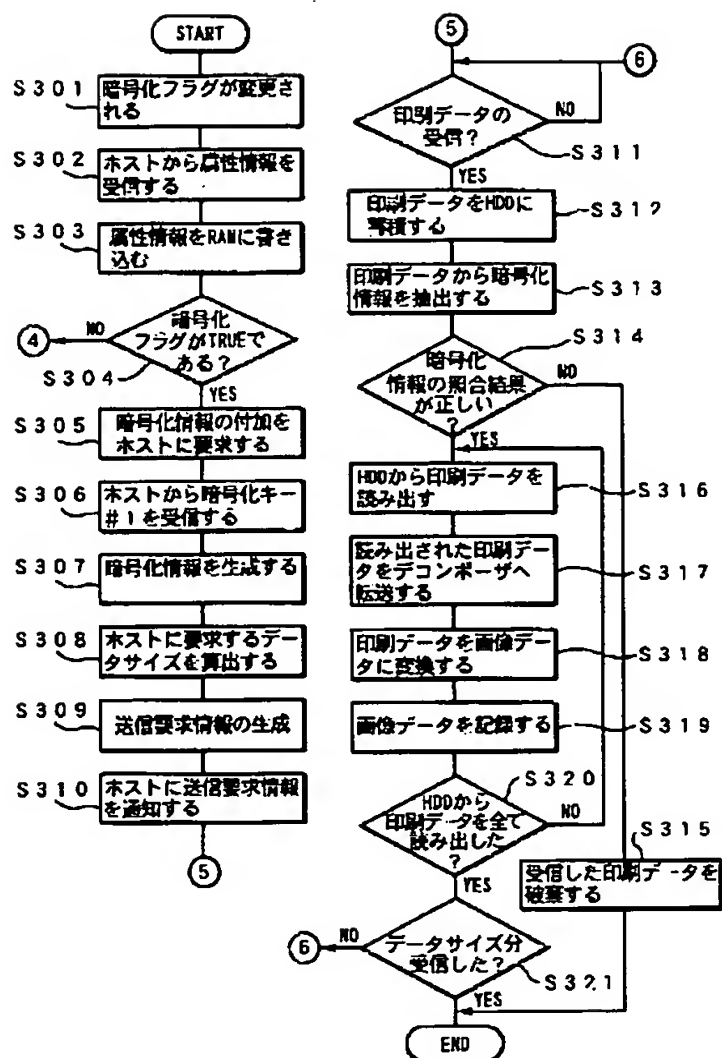 START
S301
暗号化フラグが変更さ
れる
S302
ホストから属性情報を
受信する
S303
属性情報をRAMに書き
込む
暗号化
フラグがTRUEで
ある?
NO
4
S304
YES
S305
暗号化情報の付加を
ホストに要求する
S306
ホストから暗号化キー
#1を受信する
S307
暗号化情報を生成する
S308
ホストに要求するデー
タサイズを算出する
S309
送信要求情報の生成
S310
ホストに送信要求情報
を通知する
5
5
6
印刷データの
受信?
NO
S311
YES
印刷データをHDDに
蓄積する
S312
印刷データから暗号化
情報を抽出する
S313
S314
暗号化
情報の照合結果
が正しい
?
NO
YES
HDDから印刷データを
読み出す
S316
読み出された印刷デー
タをデコンポーザへ
転送する
S317
印刷データを画像デー
タに変換する
S318
画像データを記録する
S319
S320
HDDから
印刷データを全て
読み出した
?
NO
YES
S315
受信した印刷データを
破棄する
データサイズ分
受信した?
NO
6
S321
YES
END